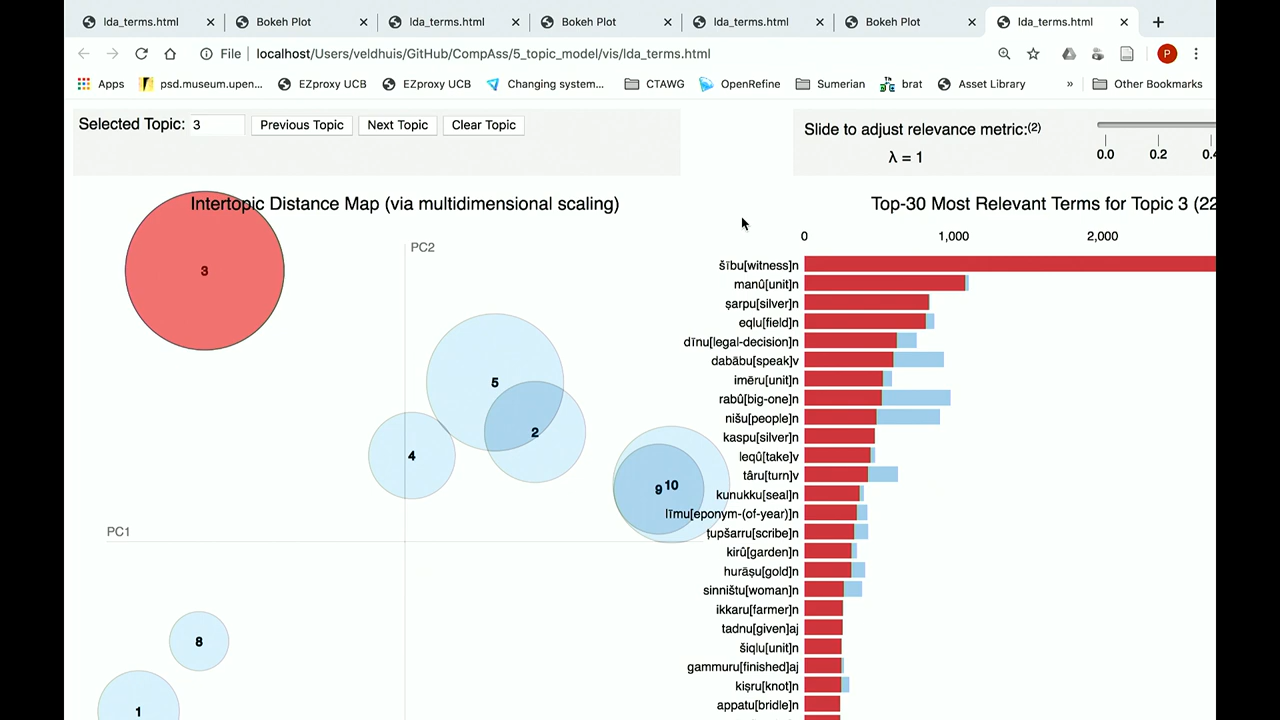 lda_terms.html
Bokeh Plot
lda_terms.html
Bokeh Plot
lda_terms.html
Bokeh Plot
lda_terms.html
File
localhost/Users/veldhuis/GitHub/CompAss/5_topic_model/vis/lda_terms.html
P
Apps
psd.museum.upen...
EZproxy UCB
EZproxy UCB
Changing system...
CTAWG
OpenRefine
Sumerian
brat
Asset Library
»
Other Bookmarks
Selected Topic: 3
Previous Topic
Next Topic
Clear Topic
Slide to adjust relevance metric:(2)
λ = 1
0.0 0.2 0.4
Intertopic Distance Map (via multidimensional scaling)
PC2
PC1
3
5
2
4
9
10
8
1
Top-30 Most Relevant Terms for Topic 3 (22
0 1,000 2,000
šību[witness]n
manû[unit]n
ṣarpu[silver]n
eqlu[field]n
dīnu[legal-decision]n
dabābu[speak]v
imēru[unit]n
rabû[big-one]n
nišu[people]n
kaspu[silver]n
leqû[take]v
târu[turn]v
kunukku[seal]n
līmu[eponym-(of-year)]n
ṭupšarru[scribe]n
kirû[garden]n
hurāṣu[gold]n
sinništu[woman]n
ikkaru[farmer]n
tadnu[given]aj
šiqlu[unit]n
gammuru[finished]aj
kiṣru[knot]n
appatu[bridle]n